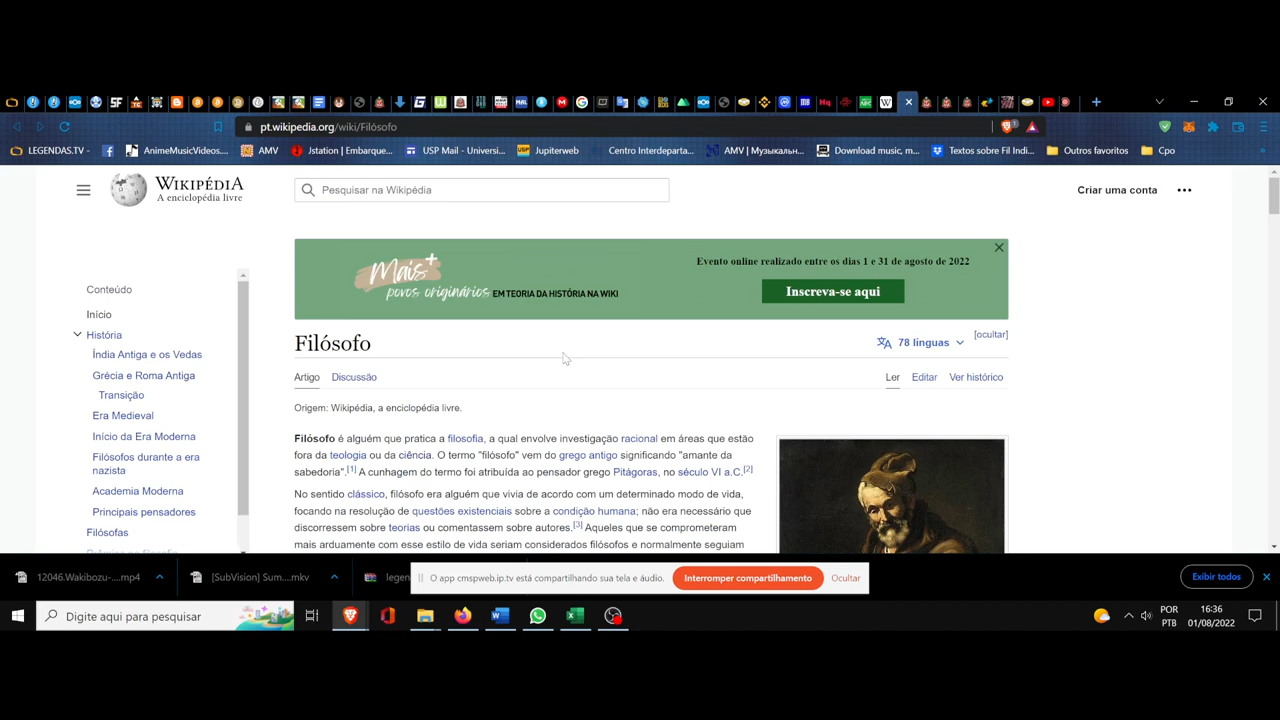 pt.wikipedia.org/wiki/Filósofo
LEGENDAS.TV - AnimeMusicVideos... AMV Jstation | Embarque... USP Mail - Universi... Jupiterweb Centro Interdeparta... AMV | Музыкальн... Download music, m... Textos sobre Fil Indi... Outros favoritos Cpo
WIKIPÉDIA
A enciclopédia livre
Pesquisar na Wikipédia
Criar uma conta
Mais+
povos originários EM TEORIA DA HISTÓRIA NA WIKI
Evento online realizado entre os dias 1 e 31 de agosto de 2022
Inscreva-se aqui
Conteúdo
Início
História
Índia Antiga e os Vedas
Grécia e Roma Antiga
Transição
Era Medieval
Início da Era Moderna
Filósofos durante a era
nazista
Academia Moderna
Principais pensadores
Filósofas
Filósofo
78 línguas
[ocultar]
Artigo Discussão
Ler Editar Ver histórico
Origem: Wikipédia, a enciclopédia livre.
Filósofo é alguém que pratica a filosofia, a qual envolve investigação racional em áreas que estão
fora da teologia ou da ciência. O termo "filósofo" vem do grego antigo significando "amante da
sabedoria".[1] A cunhagem do termo foi atribuída ao pensador grego Pitágoras, no século VI a.C.[2]
No sentido clássico, filósofo era alguém que vivia de acordo com um determinado modo de vida,
focando na resolução de questões existenciais sobre a condição humana; não era necessário que
discorressem sobre teorias ou comentassem sobre autores.[3] Aqueles que se comprometeram
mais arduamente com esse estilo de vida seriam considerados filósofos e normalmente seguiam
12046.Wakibozu-....mp4
[SubVision] Sum....mkv
legen
O app cmspweb.ip.tv está compartilhando sua tela e áudio.
Interromper compartilhamento
Ocultar
Exibir todos
Digite aqui para pesquisar
POR
PTB
16:36
01/08/2022